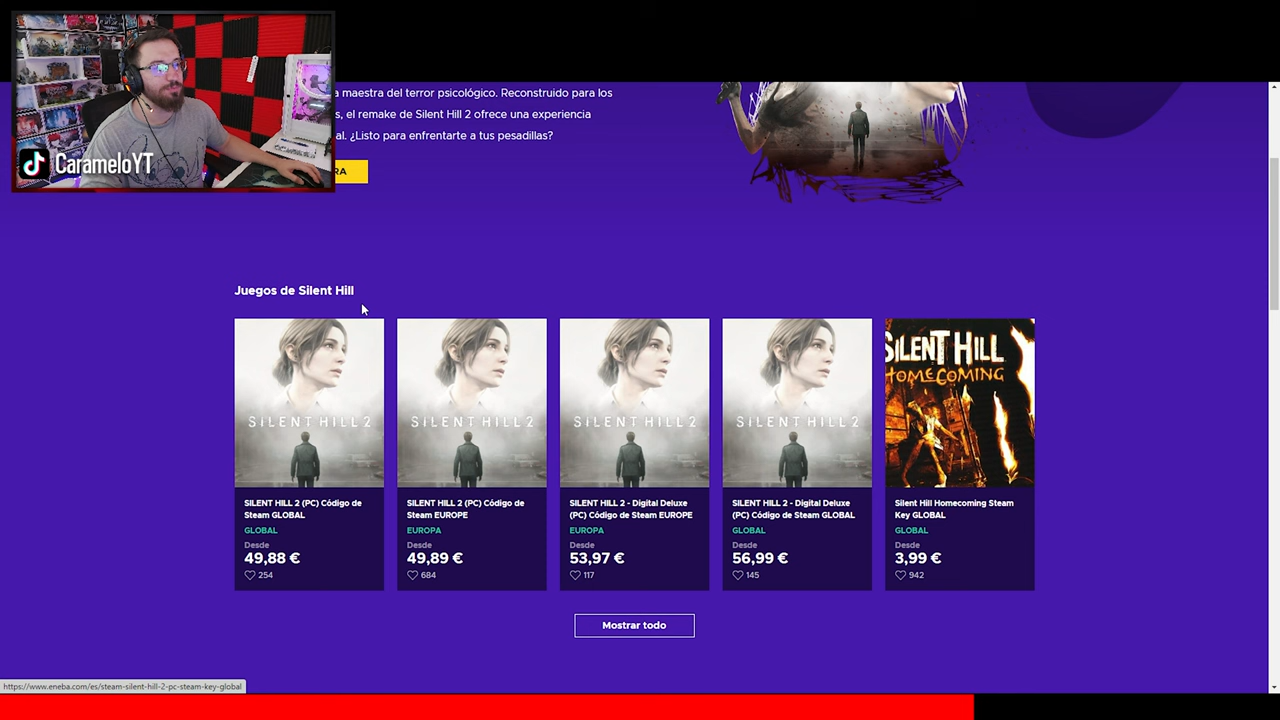 a maestra del terror psicológico. Reconstruido para los
s, el remake de Silent Hill 2 ofrece una experiencia
al. ¿Listo para enfrentarte a tus pesadillas?
CarameloYT
RA
Juegos de Silent Hill
SILENT HILL 2
SILENT HILL 2
SILENT HILL 2
SILENT HILL 2
SILENT HILL
HOMECOMING
SILENT HILL 2 (PC) Código de
Steam GLOBAL
GLOBAL
Desde
49,88 €
254
SILENT HILL 2 (PC) Código de
Steam EUROPE
EUROPA
Desde
49,89 €
684
SILENT HILL 2 - Digital Deluxe
(PC) Código de Steam EUROPE
EUROPA
Desde
53,97 €
117
SILENT HILL 2 - Digital Deluxe
(PC) Código de Steam GLOBAL
GLOBAL
Desde
56,99 €
145
Silent Hill Homecoming Steam
Key GLOBAL
GLOBAL
Desde
3,99 €
942
Mostrar todo
https://www.eneba.com/es/steam-silent-hill-2-pc-steam-key-global